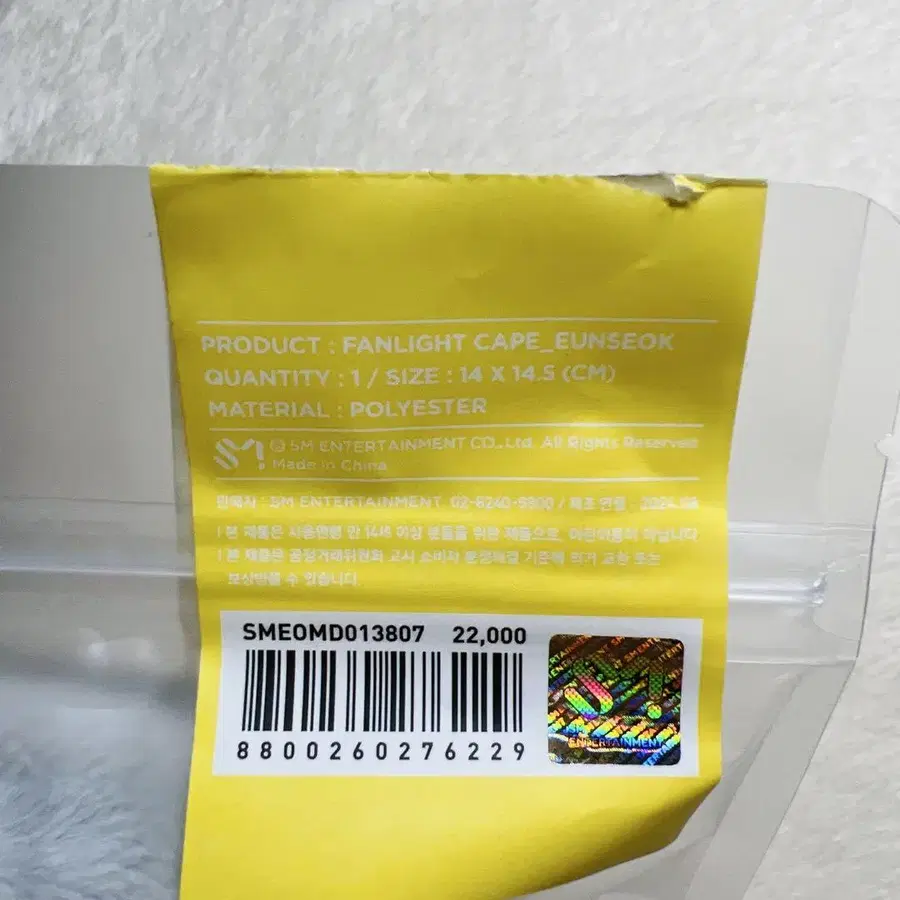 PRODUCT : FANLIGHT CAPE_EUNSEOK
QUANTITY : 1 / SIZE : 14 X 14.5 (CM)
MATERIAL : POLYESTER
SM ⓟ SM ENTERTAINMENT CO.,Ltd. All Rights Reserved
Made in China
판매자 : SM ENTERTAINMENT 02-6240-9800 / 제조 연월 : 2024.08
| 본 제품은 사용연령 만 14세 이상 분들을 위한 제품으로, 어린이용이 아닙니다
| 본 제품은 공정거래위원회 고시 소비자 분쟁해결 기준에 의거 교환 또는
보상받을 수 있습니다.
SMEOMD013807 22,000
8800260276229
SM ENTERTAINMENT